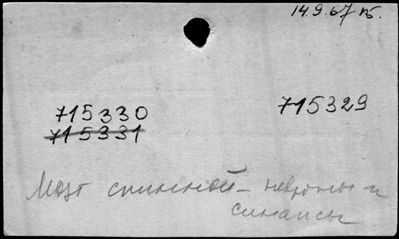 14.9.67 г.
715330 715329
715331
Мозг спинной - невроны и
синапсы